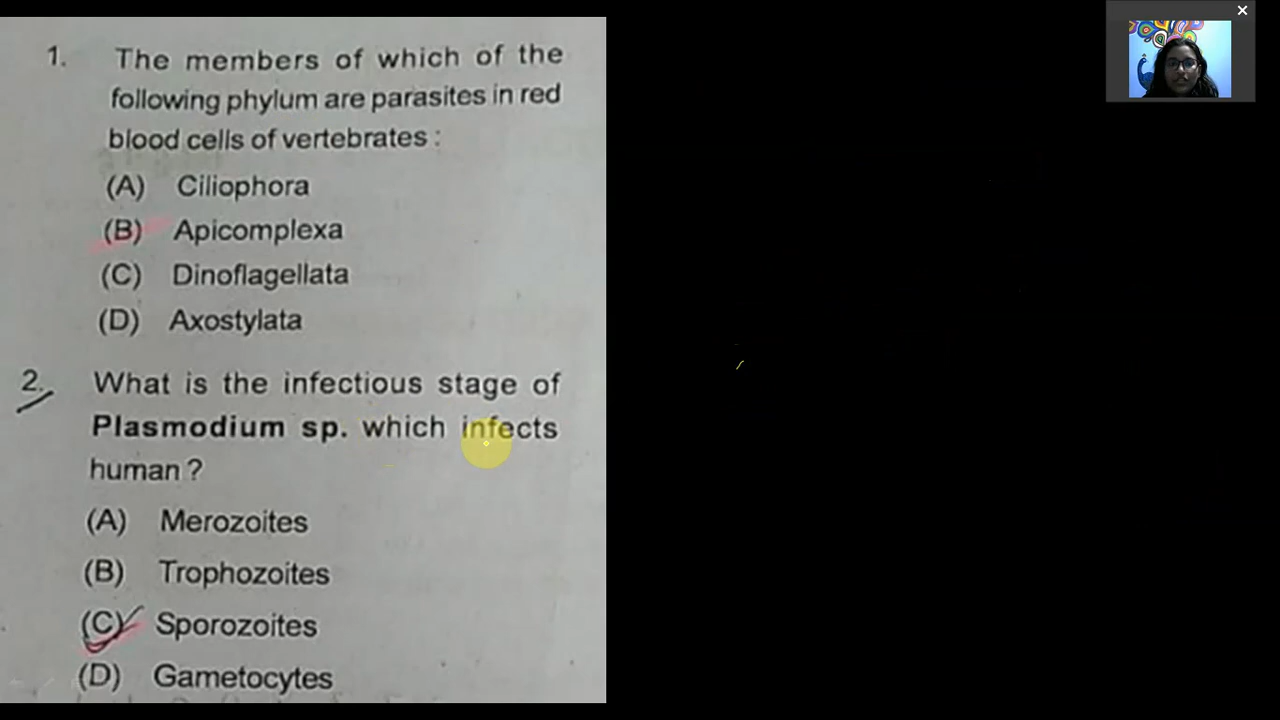 1. The members of which of the
following phylum are parasites in red
blood cells of vertebrates :
(A) Ciliophora
(B) Apicomplexa
(C) Dinoflagellata
(D) Axostylata
2. What is the infectious stage of
Plasmodium sp. which infects
human ?
(A) Merozoites
(B) Trophozoites
(C) Sporozoites
(D) Gametocytes